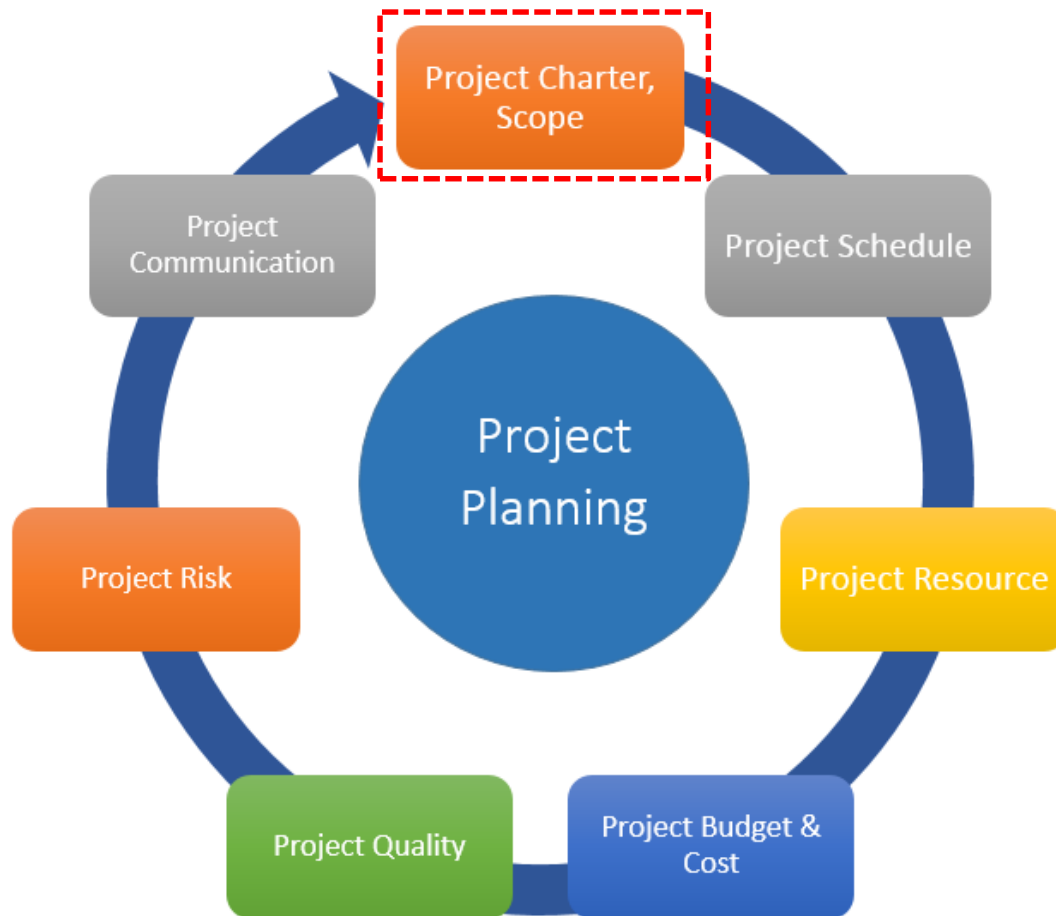 Project Charter,
Scope
Project Schedule
Project Resource
Project Budget &
Cost
Project Quality
Project Risk
Project
Communication
Project
Planning